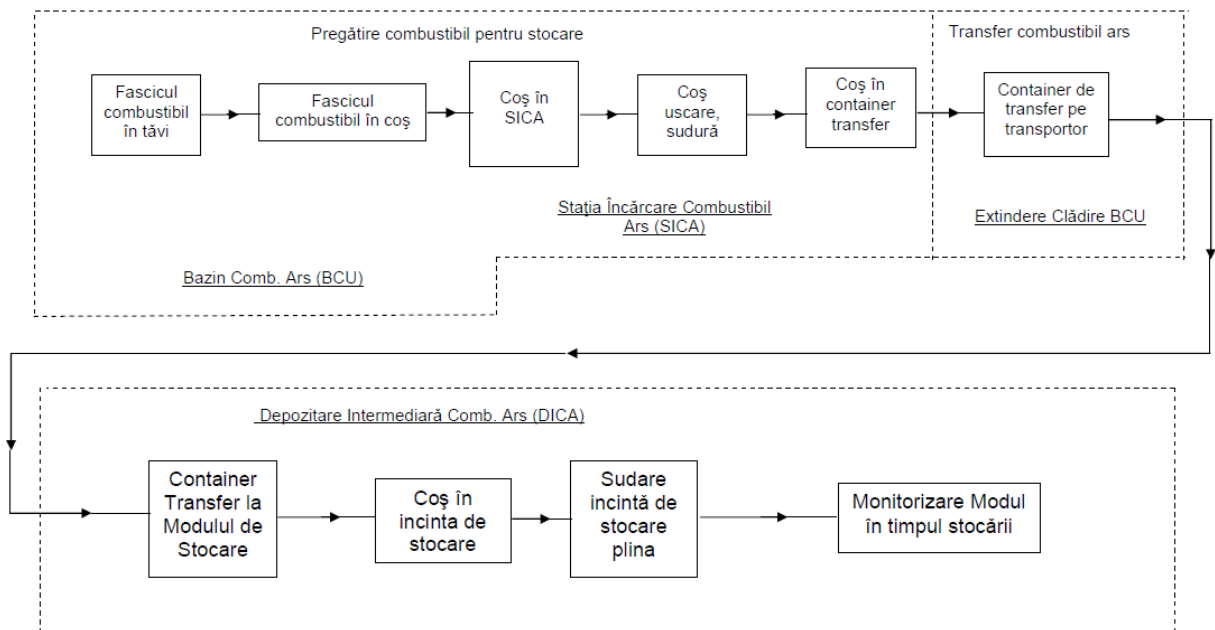 Pregătire combustibil pentru stocare
Transfer combustibil ars
Fascicul
combustibil
în tăvi
Fascicul
combustibil în coş
Coş în
SICA
Coş
uscare,
sudură
Coş în
container
transfer
Container de
transfer pe
transportor
Staţia Încărcare Combustibil
Ars (SICA)
Extindere Clădire BCU
Bazin Comb. Ars (BCU)
Depozitare Intermediară Comb. Ars (DICA)
Container
Transfer la
Modulul de
Stocare
Coş în
incinta de
stocare
Sudare
incintă de
stocare
plina
Monitorizare Modul
în timpul stocării